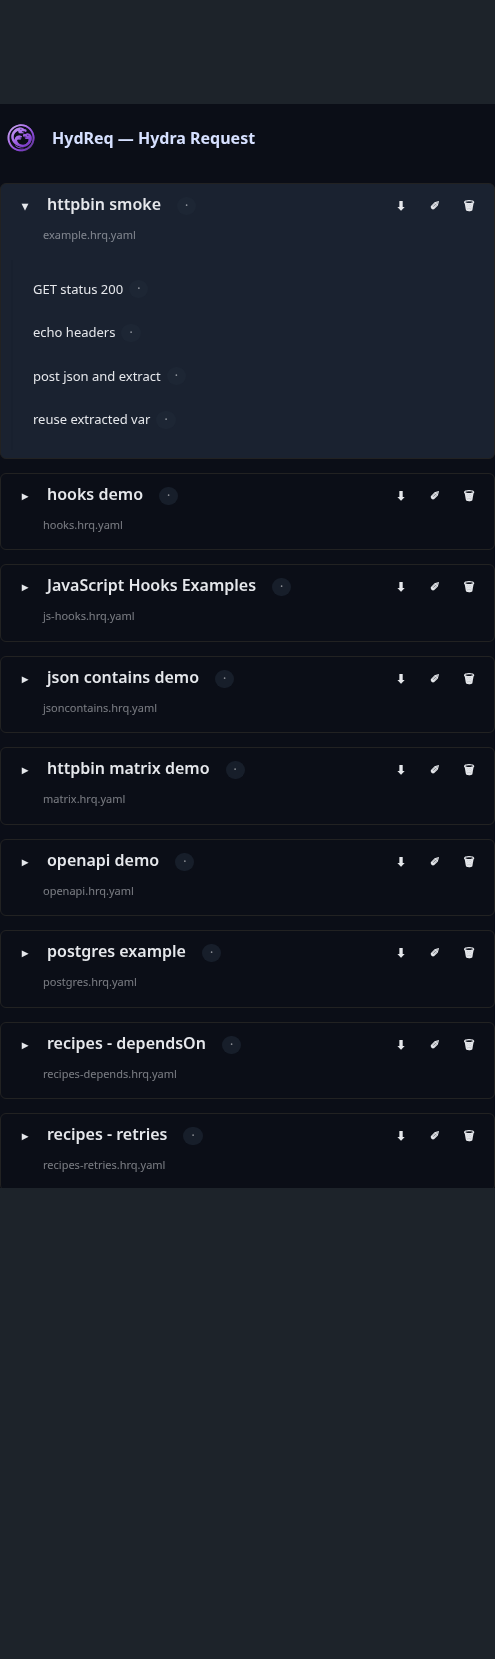 HydReq — Hydra Request
httpbin smoke
example.hrq.yaml
GET status 200
echo headers
post json and extract
reuse extracted var
hooks demo
hooks.hrq.yaml
JavaScript Hooks Examples
js-hooks.hrq.yaml
json contains demo
jsoncontains.hrq.yaml
httpbin matrix demo
matrix.hrq.yaml
openapi demo
openapi.hrq.yaml
postgres example
postgres.hrq.yaml
recipes - dependsOn
recipes-depends.hrq.yaml
recipes - retries
recipes-retries.hrq.yaml